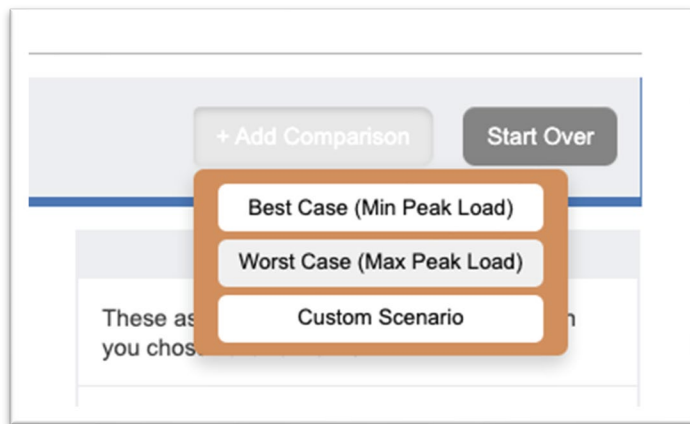 + Add Comparison
Start Over
Best Case (Min Peak Load)
Worst Case (Max Peak Load)
Custom Scenario
These as
you chos